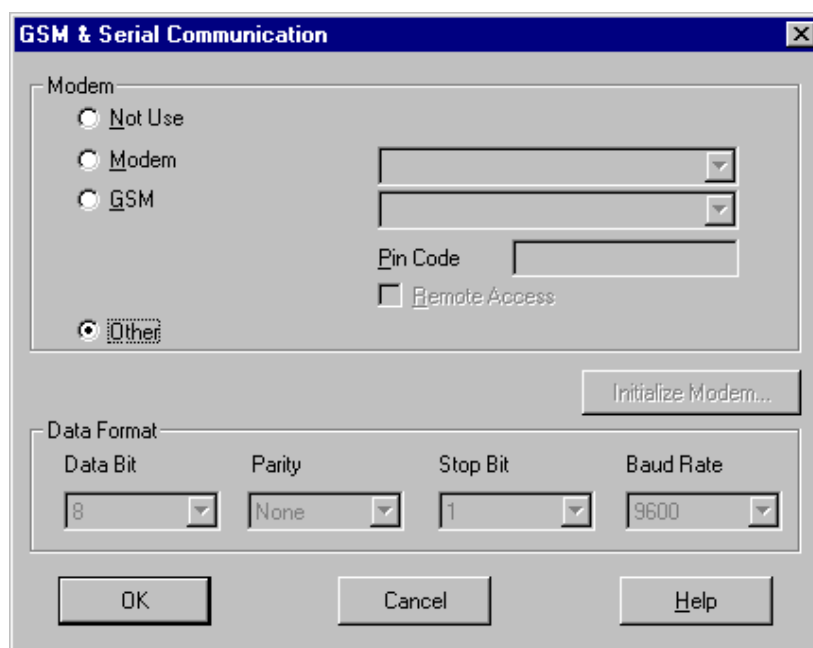 GSM & Serial Communication
Modem
Not Use
Modem
GSM
Pin Code
Remote Access
Other
Initialize Modem...
Data Format
Data Bit Parity Stop Bit Baud Rate
8 None 1 9600
OK Cancel Help